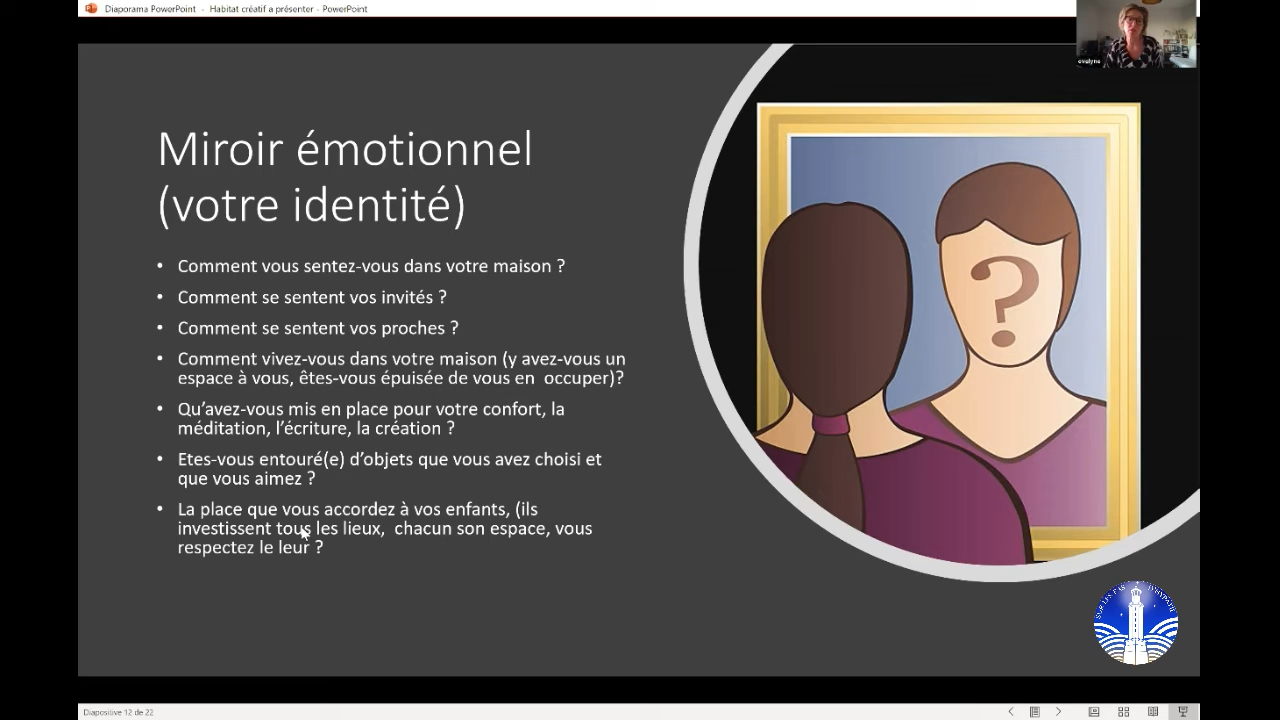 Diaporama PowerPoint - Habitat créatif a présenter - PowerPoint
evelyne
Miroir émotionnel
(votre identité)
• Comment vous sentez-vous dans votre maison ?
• Comment se sentent vos invités ?
• Comment se sentent vos proches ?
• Comment vivez-vous dans votre maison (y avez-vous un
espace à vous, êtes-vous épuisée de vous en occuper)?
• Qu’avez-vous mis en place pour votre confort, la
méditation, l’écriture, la création ?
• Etes-vous entouré(e) d’objets que vous avez choisi et
que vous aimez ?
• La place que vous accordez à vos enfants, (ils
investissent tous les lieux, chacun son espace, vous
respectez le leur ?
?
SUR LES PAS
Diapositive 12 de 22